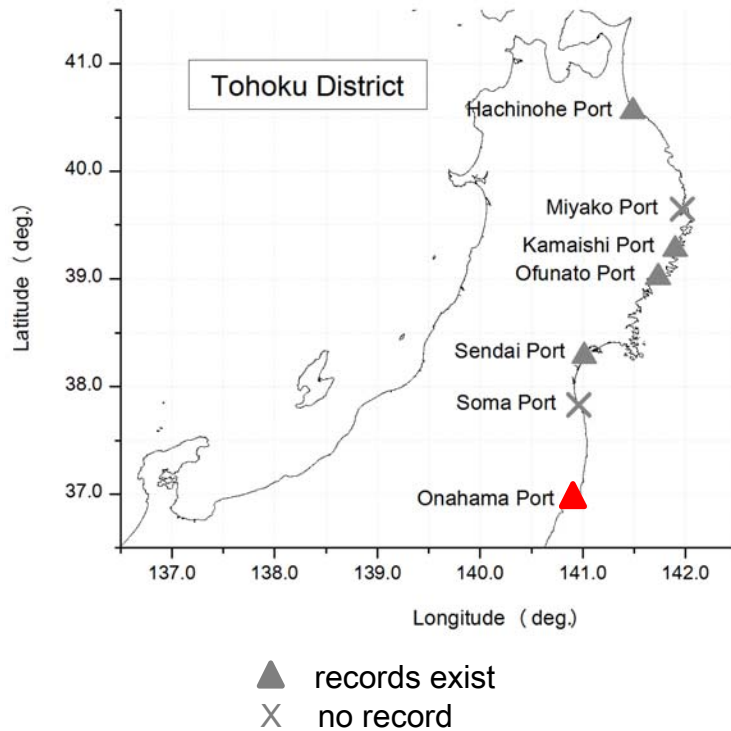 Tohoku District
Latitude ( deg.)
41.0
40.0
39.0
38.0
37.0
Hachinohe Port
Miyako Port
Kamaishi Port
Ofunato Port
Sendai Port
Soma Port
Onahama Port
137.0 138.0 139.0 140.0 141.0 142.0
Longitude ( deg.)
records exist
X no record